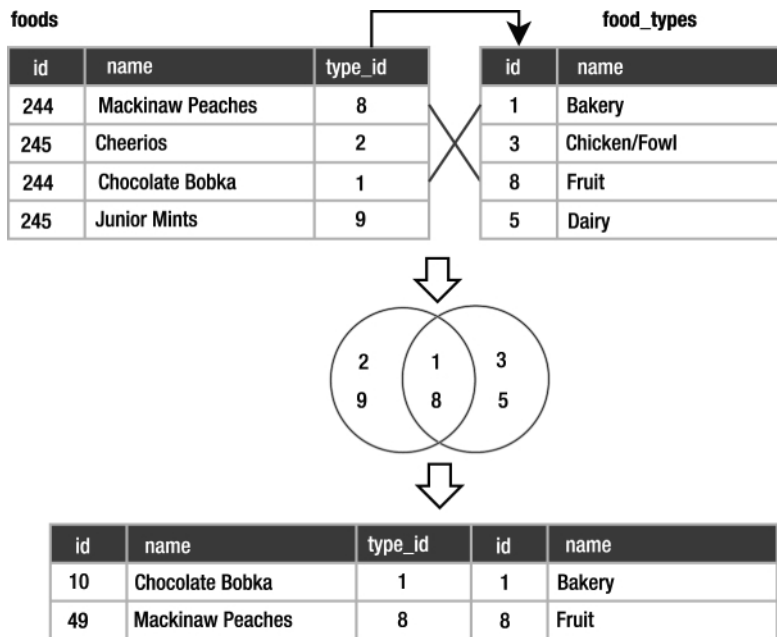 foods food_types
id name type_id id name
244 Mackinaw Peaches 8 1 Bakery
245 Cheerios 2 3 Chicken/Fowl
244 Chocolate Bobka 1 8 Fruit
245 Junior Mints 9 5 Dairy
2 1 3
9 8 5
id name type_id id name
10 Chocolate Bobka 1 1 Bakery
49 Mackinaw Peaches 8 8 Fruit